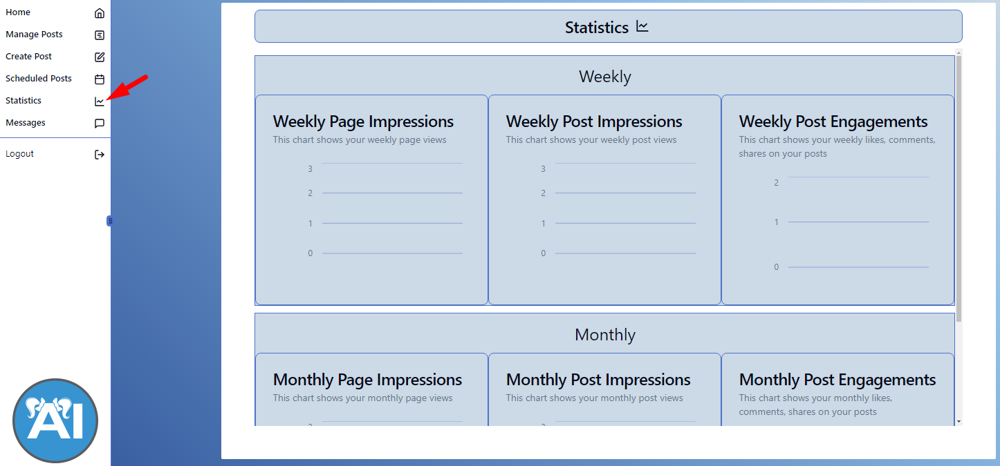 Home
Manage Posts
Create Post
Scheduled Posts
Statistics
Messages
Logout
AI
Statistics
Weekly
Weekly Page Impressions
This chart shows your weekly page views
3
2
1
0
Weekly Post Impressions
This chart shows your weekly post views
3
2
1
0
Weekly Post Engagements
This chart shows your weekly likes, comments,
shares on your posts
2
1
0
Monthly
Monthly Page Impressions
This chart shows your monthly page views
Monthly Post Impressions
This chart shows your monthly post views
Monthly Post Engagements
This chart shows your monthly likes,
comments, shares on your posts